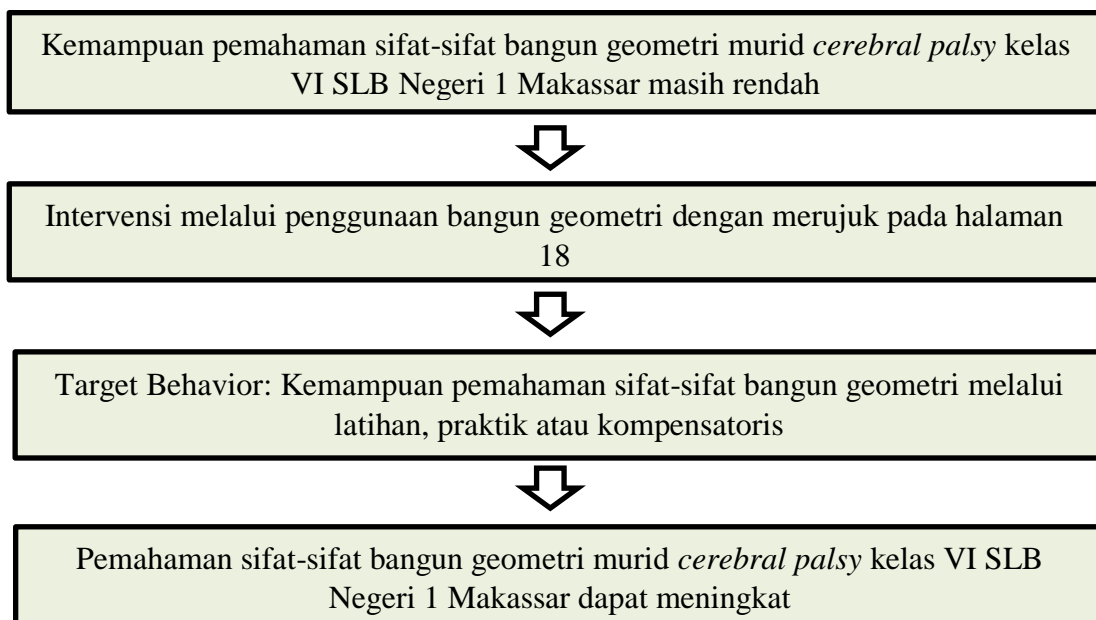 Kemampuan pemahaman sifat-sifat bangun geometri murid cerebral palsy kelas
VI SLB Negeri 1 Makassar masih rendah
Intervensi melalui penggunaan bangun geometri dengan merujuk pada halaman
18
Target Behavior: Kemampuan pemahaman sifat-sifat bangun geometri melalui
latihan, praktik atau kompensatoris
Pemahaman sifat-sifat bangun geometri murid cerebral palsy kelas VI SLB
Negeri 1 Makassar dapat meningkat